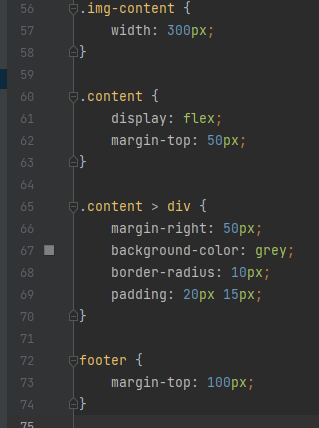 56 .img-content {
57     width: 300px;
58 }
59
60 .content {
61     display: flex;
62     margin-top: 50px;
63 }
64
65 .content > div {
66     margin-right: 50px;
67     background-color: grey;
68     border-radius: 10px;
69     padding: 20px 15px;
70 }
71
72 footer {
73     margin-top: 100px;
74 }
75